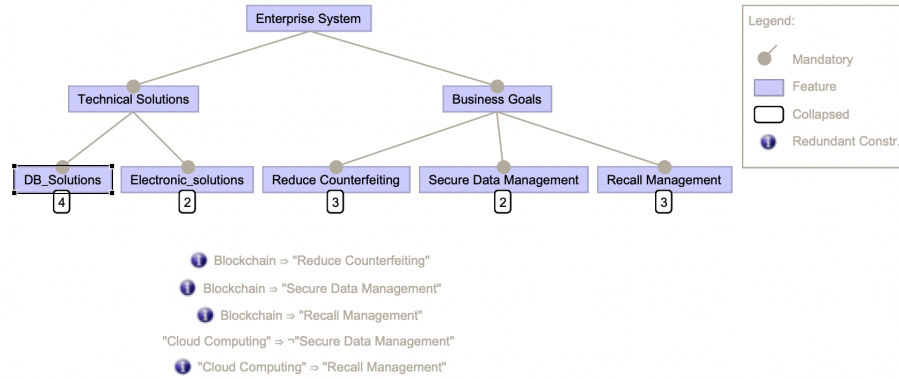 Enterprise System
Legend:
Mandatory
Technical Solutions
Business Goals
Feature
Collapsed
Redundant Constr.
DB_Solutions
Electronic_solutions
Reduce Counterfeiting
Secure Data Management
Recall Management
4
2
3
2
3
Blockchain ⇒ "Reduce Counterfeiting"
Blockchain ⇒ "Secure Data Management"
Blockchain ⇒ "Recall Management"
"Cloud Computing" ⇒ ¬"Secure Data Management"
"Cloud Computing" ⇒ "Recall Management"